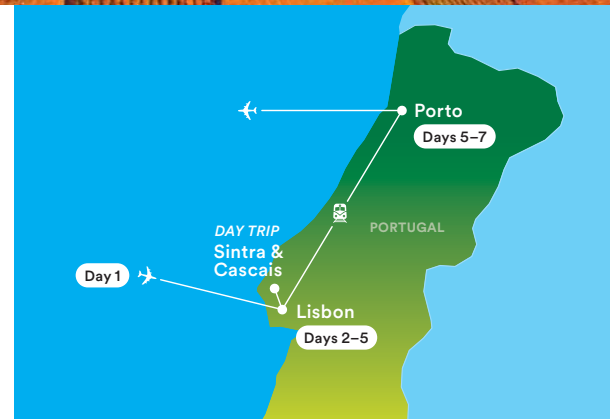 Porto
Days 5–7
PORTUGAL
DAY TRIP
Sintra &
Cascais
Day 1
Lisbon
Days 2–5